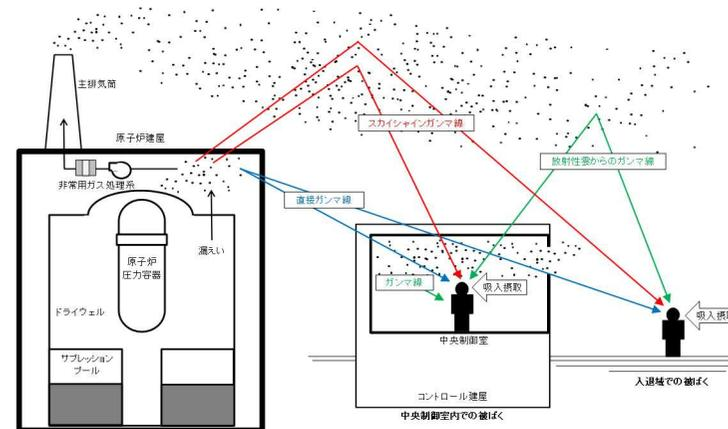 主排気筒
原子炉建屋
非常用ガス処理系
漏えい
原子炉
圧力容器
ドライウェル
サプレッション
プール
スカイシャインガンマ線
放射性雲からのガンマ線
直接ガンマ線
ガンマ線
吸入摂取
中央制御室
コントロール建屋
中央制御室内での被ばく
吸入摂取
入退域での被ばく